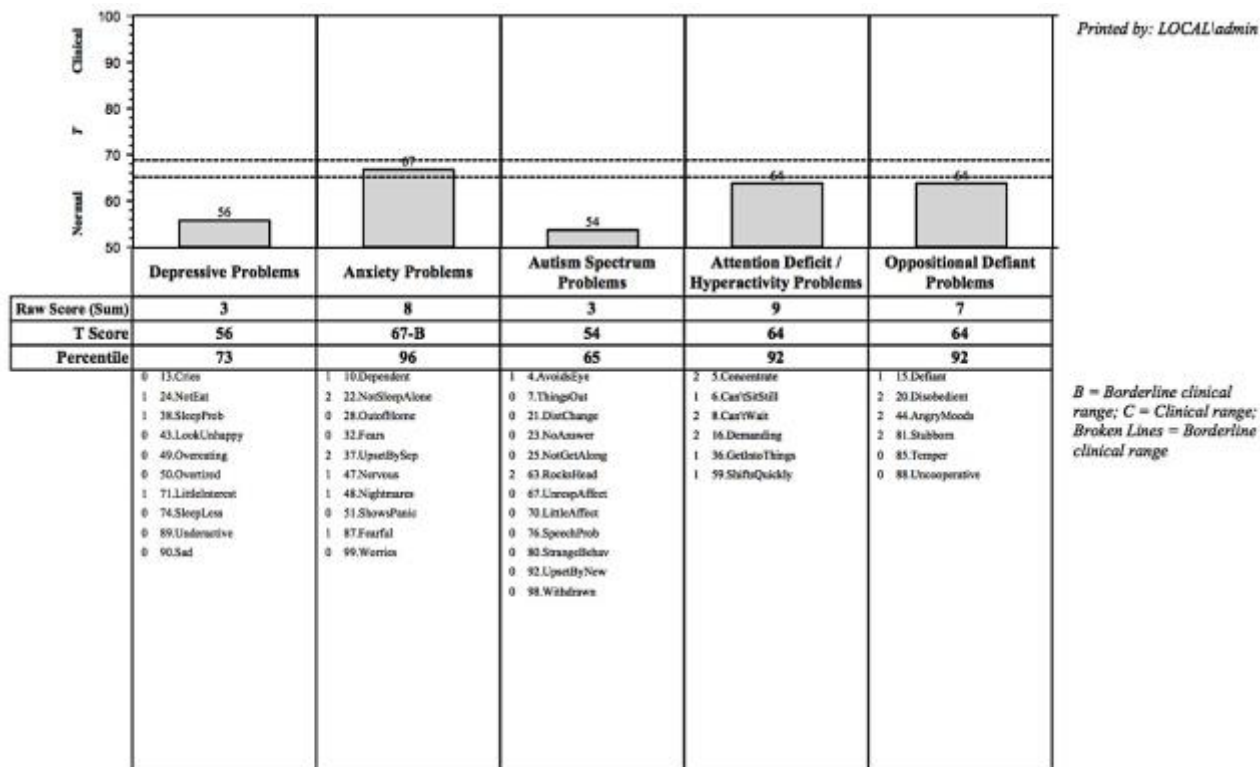 Printed by: LOCAL\admin
Clinical
T
Normal
100
90
80
70
60
50
56
67
54
64
64
Depressive Problems
Anxiety Problems
Autism Spectrum Problems
Attention Deficit / Hyperactivity Problems
Oppositional Defiant Problems
Raw Score (Sum) 3 8 3 9 7
T Score 56 67-B 54 64 64
Percentile 73 96 65 92 92
0 13.Cries
1 24.NotEat
1 38.SleepProb
0 43.LookUnhappy
0 49.Overeating
0 50.Overtired
1 71.LittleInterest
0 74.SleepLess
0 89.Underactive
0 90.Sad
1 10.Dependent
2 22.NotSleepAlone
0 28.OutofHome
0 32.Fears
2 37.UpsetBySep
1 47.Nervous
1 48.Nightmares
0 51.ShowsPanic
1 87.Fearful
0 99.Worries
1 4.AvoidsEye
0 7.ThingsOut
0 21.DistChange
0 23.NoAnswer
0 25.NotGetAlong
2 63.RocksHead
0 67.UnrespAffect
0 70.LittleAffect
0 76.SpeechProb
0 80.StrangeBehav
0 92.UpsetByNew
0 98.Withdrawn
2 5.Concentrate
1 6.Can'tSitStill
2 8.Can'tWait
2 16.Demanding
1 36.GetIntoThings
1 59.ShiftsQuickly
1 15.Defiant
2 20.Disobedient
2 44.AngryMoods
2 81.Stubborn
0 85.Temper
0 88.Uncooperative
B = Borderline clinical
range; C = Clinical range;
Broken Lines = Borderline
clinical range